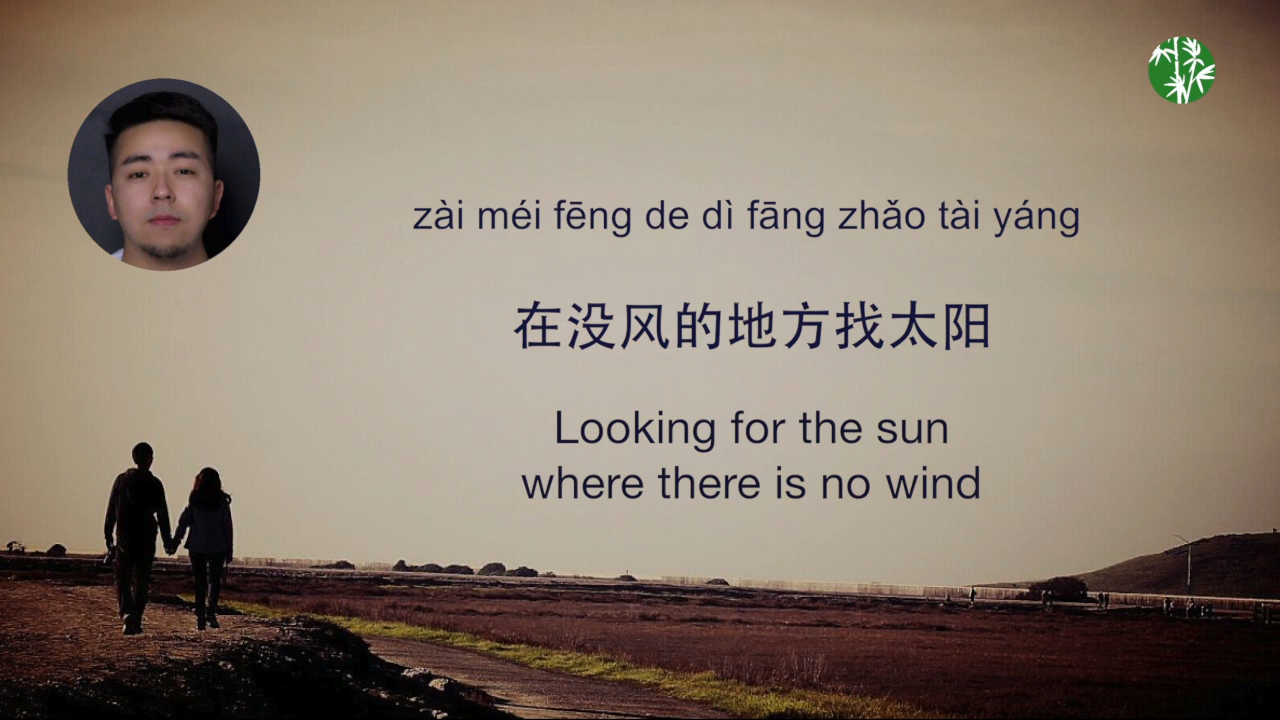 zài méi fēng de dì fāng zhǎo tài yáng
在没风的地方找太阳
Looking for the sun
where there is no wind